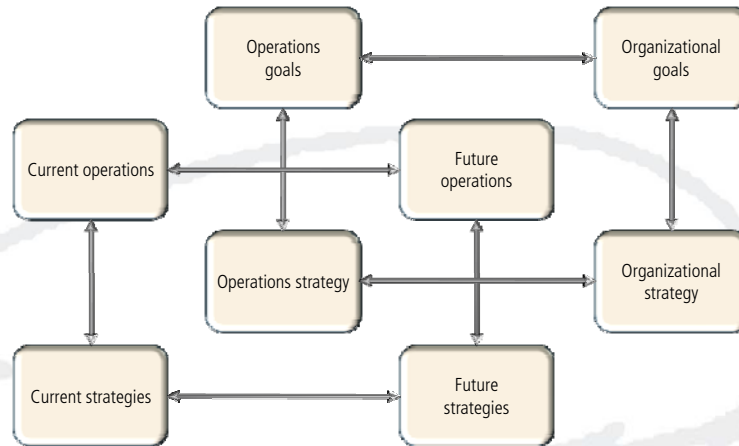 Operations
goals
Organizational
goals
Current operations
Future
operations
Operations strategy
Organizational
strategy
Current strategies
Future
strategies